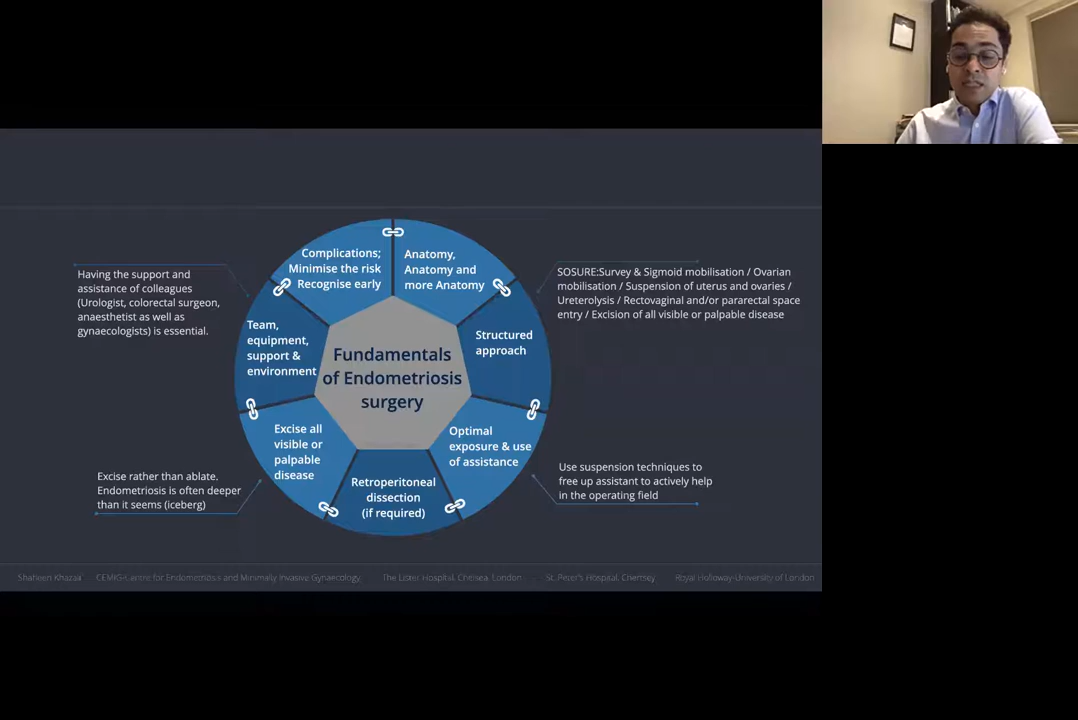 Complications;
Minimise the risk
Recognise early
Anatomy,
Anatomy and
more Anatomy
Having the support and
assistance of colleagues
(Urologist, colorectal surgeon,
anaesthetist as well as
gynaecologists) is essential.
SOSURE:Survey & Sigmoid mobilisation / Ovarian
mobilisation / Suspension of uterus and ovaries /
Ureterolysis / Rectovaginal and/or pararectal space
entry / Excision of all visible or palpable disease
Team,
equipment,
support &
environment
Structured
approach
Fundamentals
of Endometriosis
surgery
Excise all
visible or
palpable
disease
Optimal
exposure & use
of assistance
Retroperitoneal
dissection
(if required)
Excise rather than ablate.
Endometriosis is often deeper
than it seems (iceberg)
Use suspension techniques to
free up assistant to actively help
in the operating field
Shaheen Khazali CEMIG-Centre for Endometriosis and Minimally Invasive Gynaecology The Lister Hospital, Chelsea, London - St. Peter's Hospital, Chertsey Royal Holloway-University of London